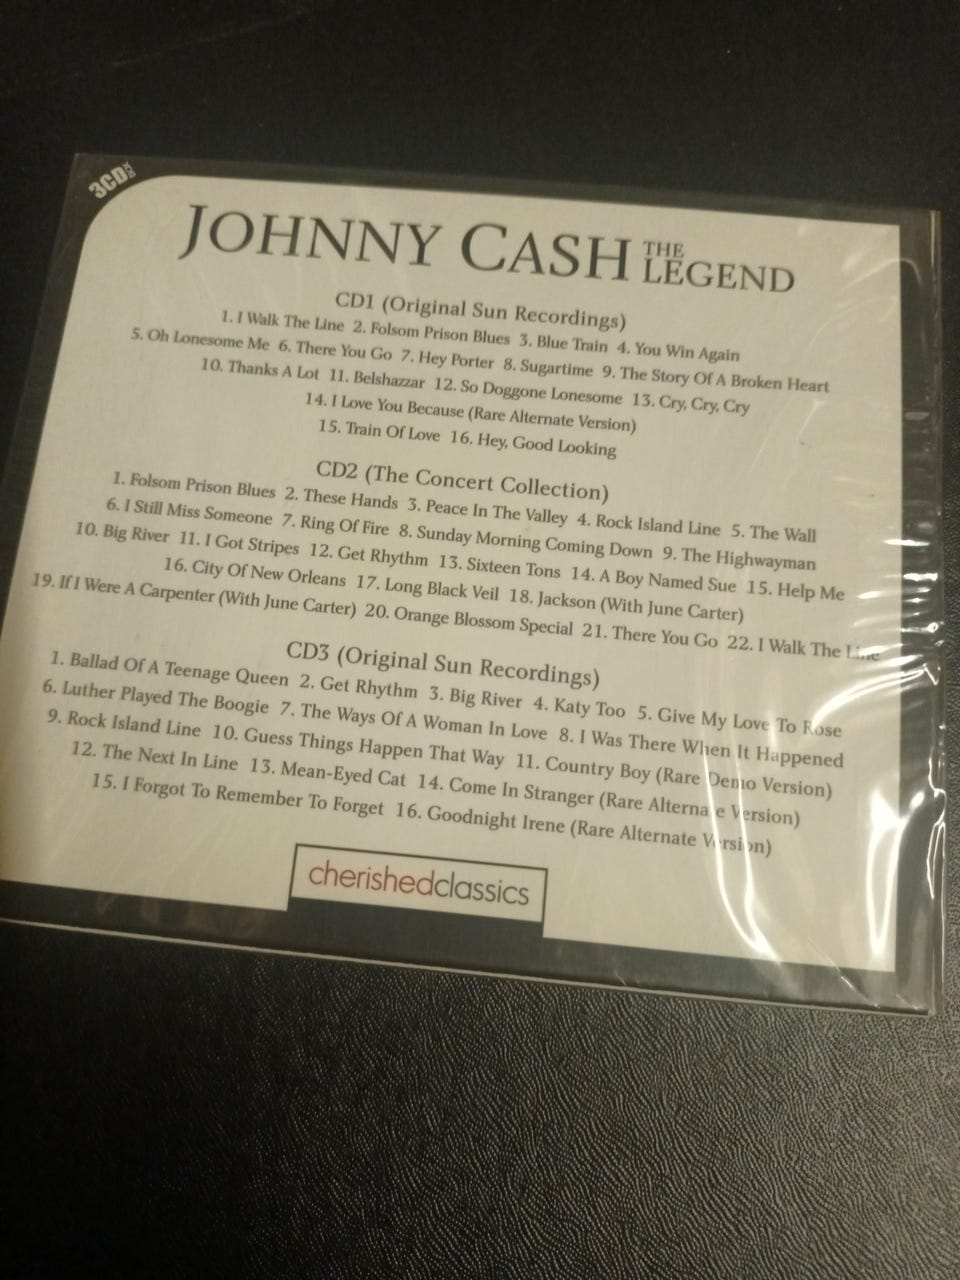 3CD BOX
JOHNNY CASH THE LEGEND
CD1 (Original Sun Recordings)
1. I Walk The Line 2. Folsom Prison Blues 3. Blue Train 4. You Win Again
5. Oh Lonesome Me 6. There You Go 7. Hey Porter 8. Sugartime 9. The Story Of A Broken Heart
10. Thanks A Lot 11. Belshazzar 12. So Doggone Lonesome 13. Cry, Cry, Cry
14. I Love You Because (Rare Alternate Version)
15. Train Of Love 16. Hey, Good Looking
CD2 (The Concert Collection)
1. Folsom Prison Blues 2. These Hands 3. Peace In The Valley 4. Rock Island Line 5. The Wall
6. I Still Miss Someone 7. Ring Of Fire 8. Sunday Morning Coming Down 9. The Highwayman
10. Big River 11. I Got Stripes 12. Get Rhythm 13. Sixteen Tons 14. A Boy Named Sue 15. Help Me
16. City Of New Orleans 17. Long Black Veil 18. Jackson (With June Carter)
19. If I Were A Carpenter (With June Carter) 20. Orange Blossom Special 21. There You Go 22. I Walk The Line
CD3 (Original Sun Recordings)
1. Ballad Of A Teenage Queen 2. Get Rhythm 3. Big River 4. Katy Too 5. Give My Love To Rose
6. Luther Played The Boogie 7. The Ways Of A Woman In Love 8. I Was There When It Happened
9. Rock Island Line 10. Guess Things Happen That Way 11. Country Boy (Rare Demo Version)
12. The Next In Line 13. Mean-Eyed Cat 14. Come In Stranger (Rare Alternate Version)
15. I Forgot To Remember To Forget 16. Goodnight Irene (Rare Alternate Version)
cherishedclassics